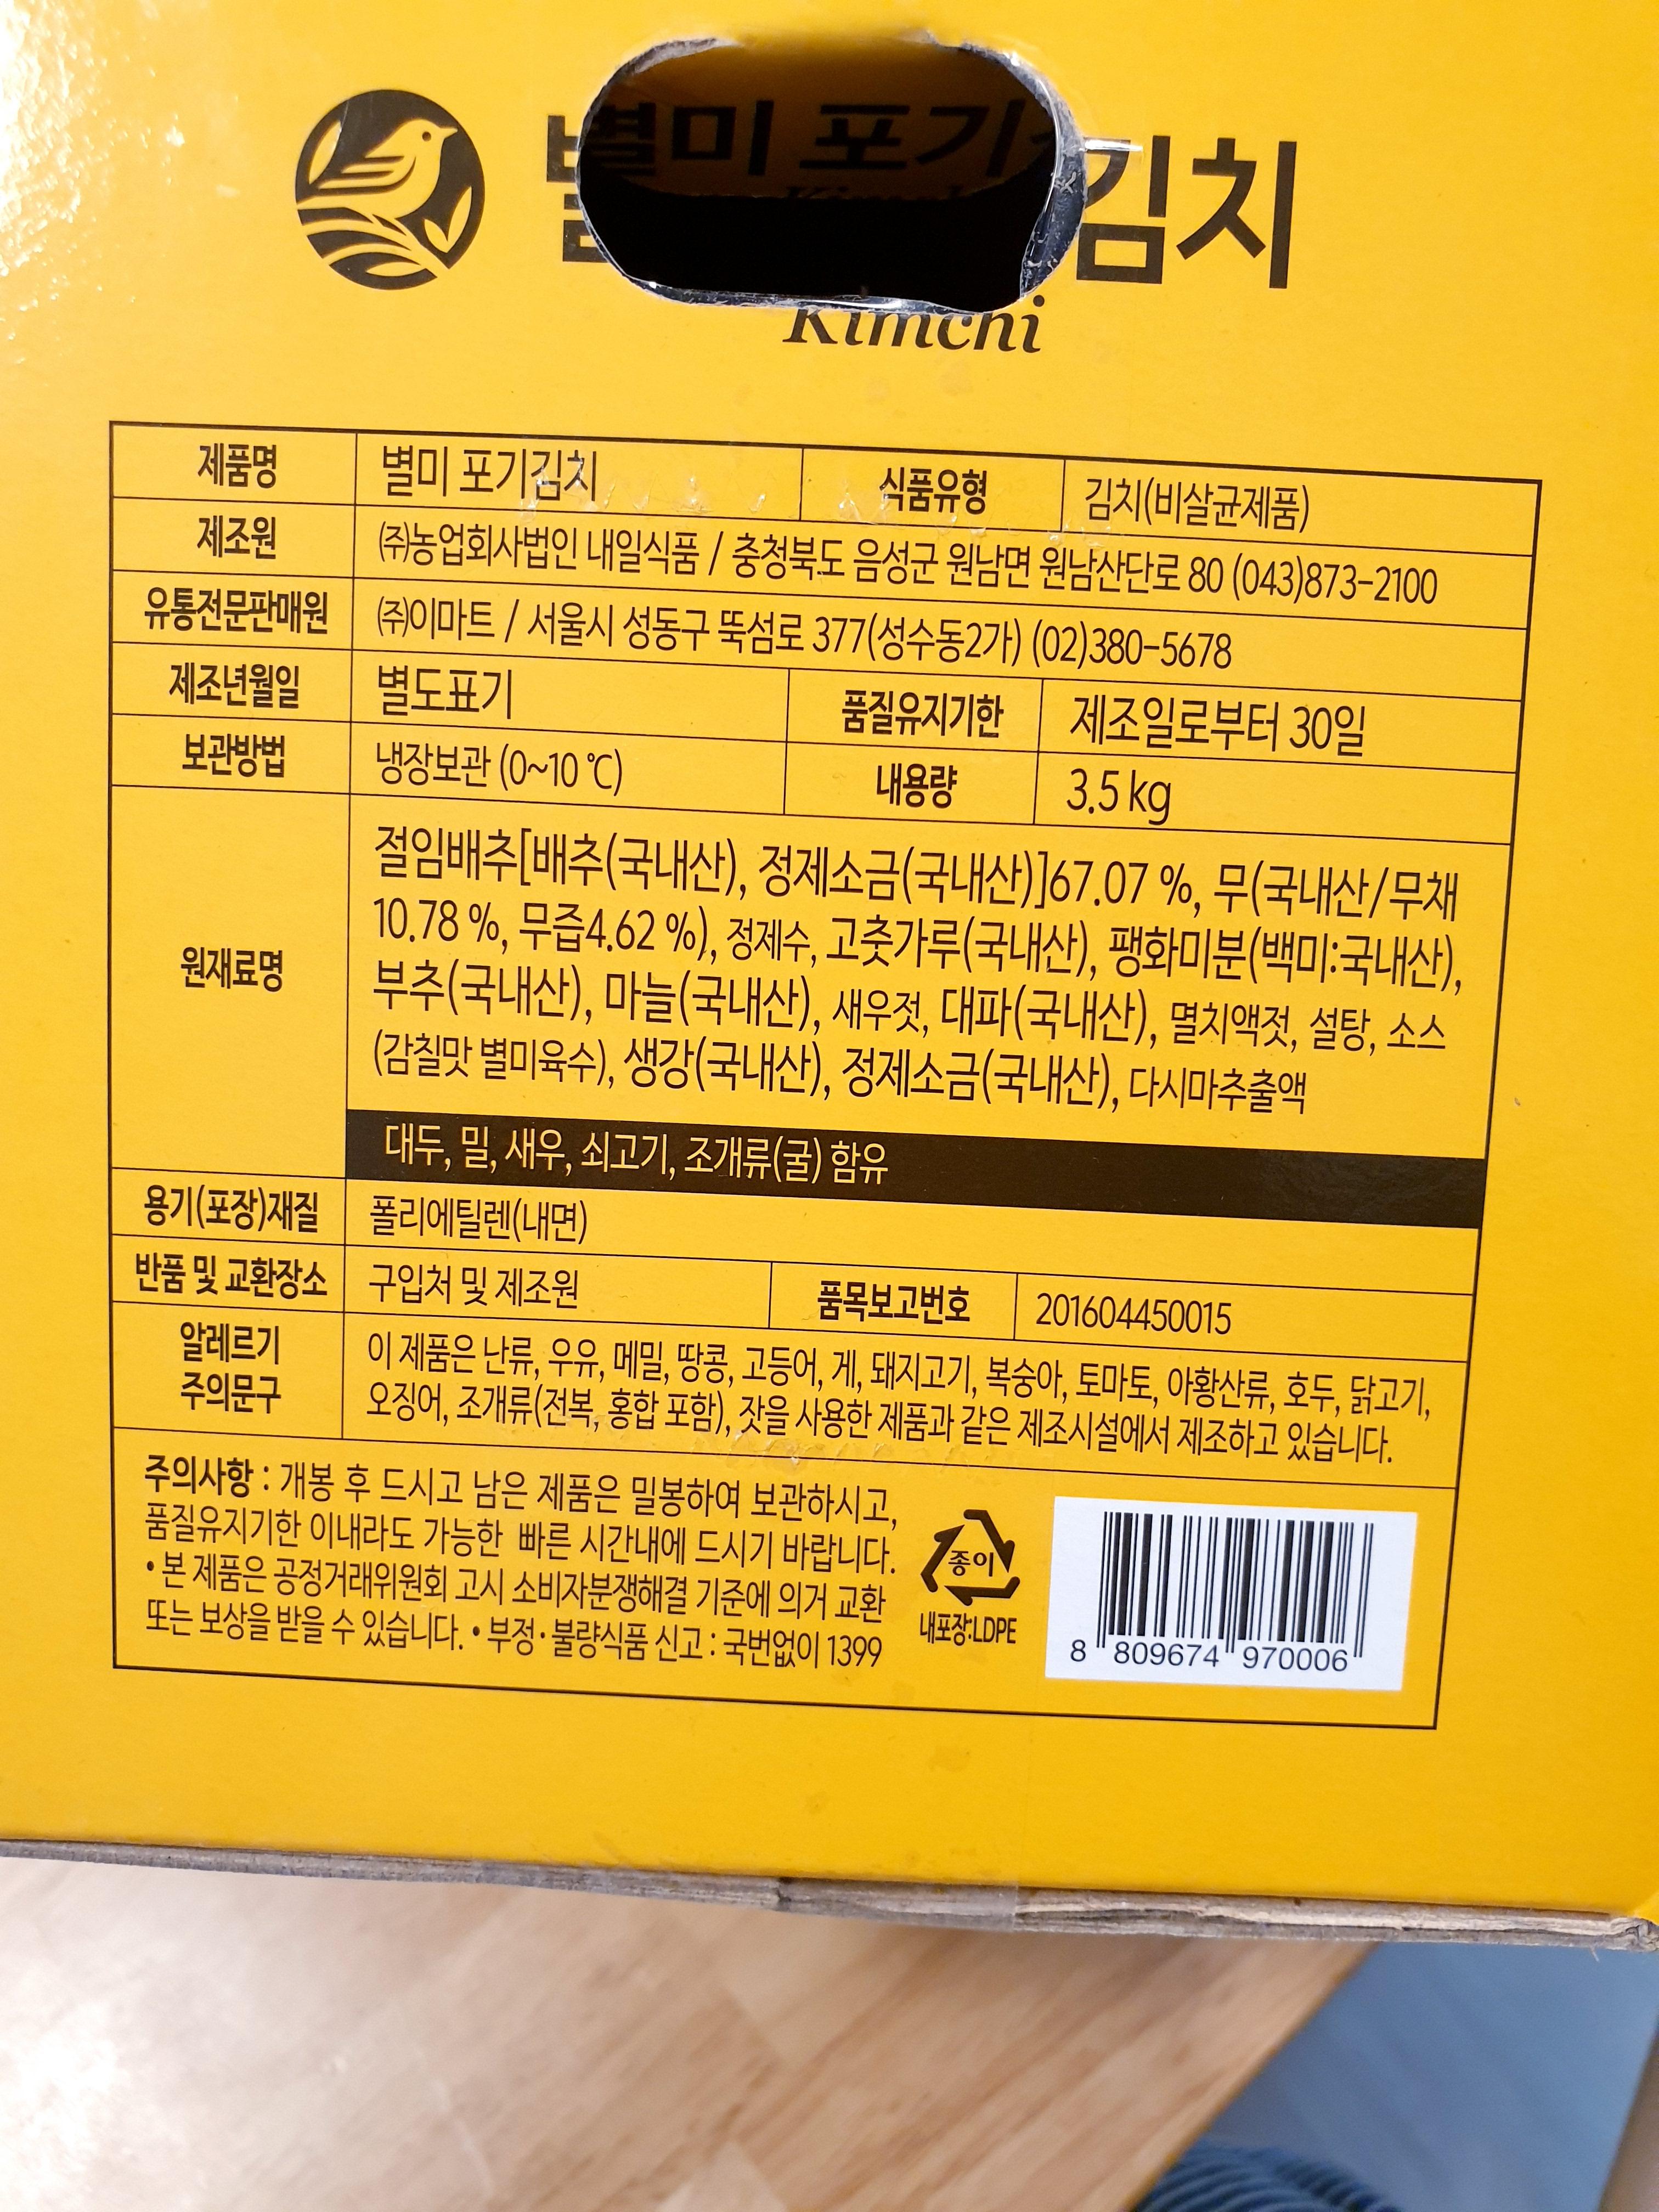 별미 포기김치
Kimchi
제품명 별미 포기김치 식품유형 김치(비살균제품)
제조원 ㈜농업회사법인 내일식품 / 충청북도 음성군 원남면 원남산단로 80 (043)873-2100
유통전문판매원 ㈜이마트 / 서울시 성동구 뚝섬로 377(성수동2가) (02)380-5678
제조년월일 별도표기 품질유지기한 제조일로부터 30일
보관방법 냉장보관 (0~10 ℃) 내용량 3.5 kg
원재료명
절임배추[배추(국내산), 정제소금(국내산)]67.07 %, 무(국내산/무채
10.78 %, 무즙4.62 %), 정제수, 고춧가루(국내산), 팽화미분(백미:국내산),
부추(국내산), 마늘(국내산), 새우젓, 대파(국내산), 멸치액젓, 설탕, 소스
(감칠맛 별미육수), 생강(국내산), 정제소금(국내산), 다시마추출액
대두, 밀, 새우, 쇠고기, 조개류(굴) 함유
용기(포장)재질 폴리에틸렌(내면)
반품 및 교환장소 구입처 및 제조원 품목보고번호 201604450015
알레르기
주의문구
이 제품은 난류, 우유, 메밀, 땅콩, 고등어, 게, 돼지고기, 복숭아, 토마토, 아황산류, 호두, 닭고기,
오징어, 조개류(전복, 홍합 포함), 잣을 사용한 제품과 같은 제조시설에서 제조하고 있습니다.
주의사항 : 개봉 후 드시고 남은 제품은 밀봉하여 보관하시고,
품질유지기한 이내라도 가능한 빠른 시간내에 드시기 바랍니다.
• 본 제품은 공정거래위원회 고시 소비자분쟁해결 기준에 의거 교환
또는 보상을 받을 수 있습니다. • 부정·불량식품 신고 : 국번없이 1399
종이
내포장:LDPE
8 809674 970006